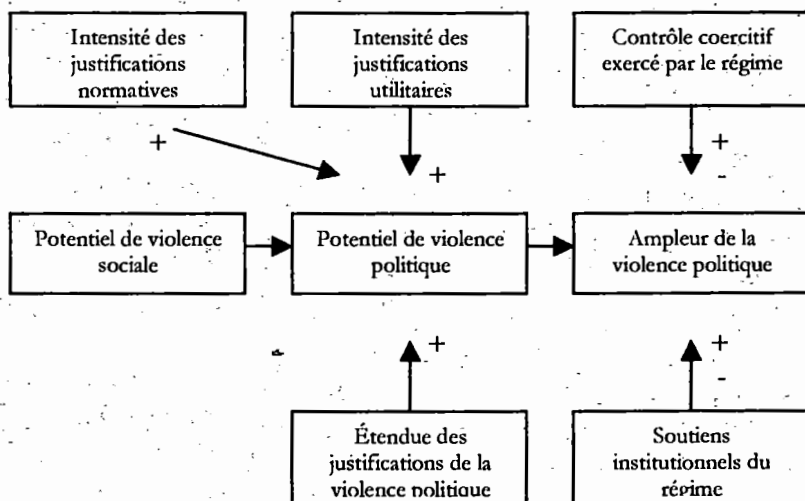 Intensité des
justifications
normatives
Intensité des
justifications
utilitaires
Contrôle coercitif
exercé par le régime
+
+
+
-
Potentiel de violence
sociale
Potentiel de violence
politique
Ampleur de la
violence politique
+
+
-
Étendue des
justifications de la
violence politique
Soutiens
institutionnels du
régime